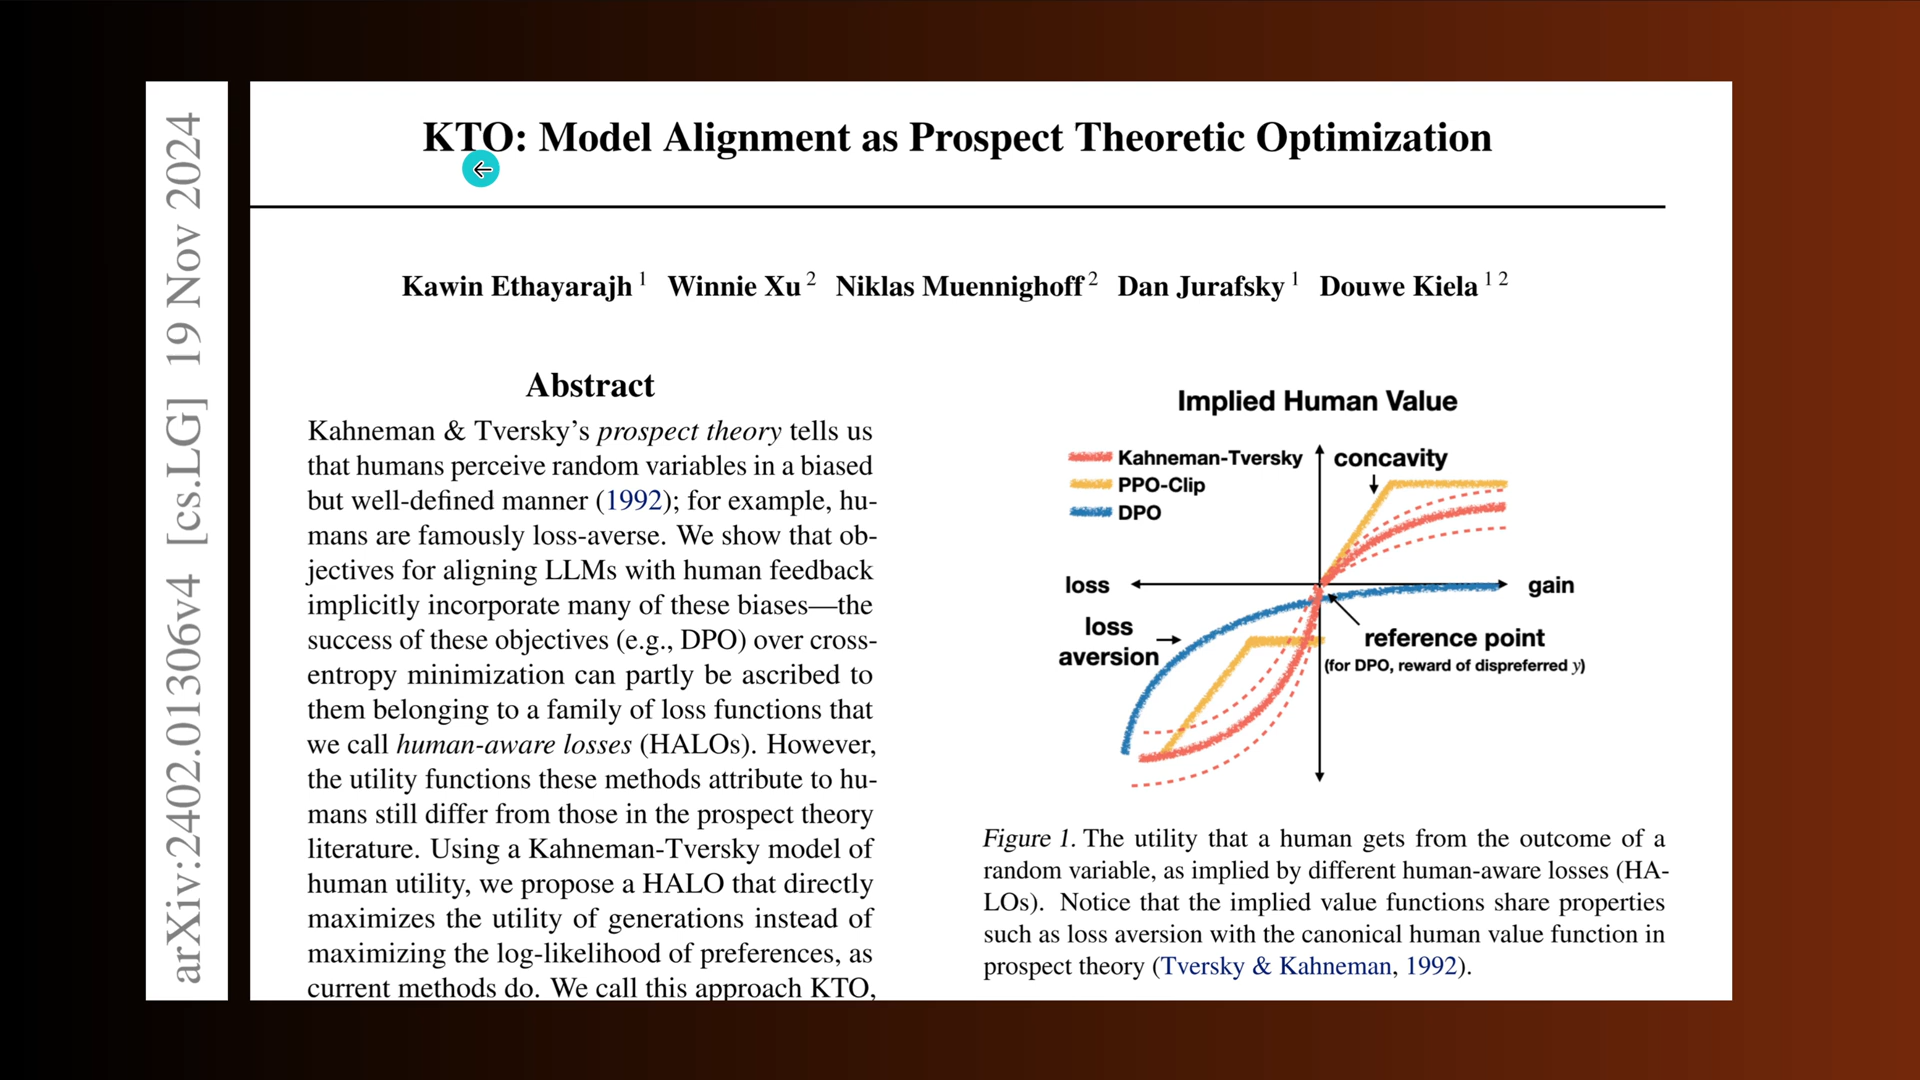 arXiv:2402.01306v4 [cs.LG] 19 Nov 2024
KTO: Model Alignment as Prospect Theoretic Optimization
Kawin Ethayarajh 1 Winnie Xu 2 Niklas Muennighoff 2 Dan Jurafsky 1 Douwe Kiela 1 2
Abstract
Kahneman & Tversky's prospect theory tells us
that humans perceive random variables in a biased
but well-defined manner (1992); for example, hu-
mans are famously loss-averse. We show that ob-
jectives for aligning LLMs with human feedback
implicitly incorporate many of these biases—the
success of these objectives (e.g., DPO) over cross-
entropy minimization can partly be ascribed to
them belonging to a family of loss functions that
we call human-aware losses (HALOs). However,
the utility functions these methods attribute to hu-
mans still differ from those in the prospect theory
literature. Using a Kahneman-Tversky model of
human utility, we propose a HALO that directly
maximizes the utility of generations instead of
maximizing the log-likelihood of preferences, as
current methods do. We call this approach KTO,
Implied Human Value
Kahneman-Tversky
PPO-Clip
DPO
concavity
loss
gain
loss
aversion
reference point
(for DPO, reward of dispreferred y)
Figure 1. The utility that a human gets from the outcome of a
random variable, as implied by different human-aware losses (HA-
LOs). Notice that the implied value functions share properties
such as loss aversion with the canonical human value function in
prospect theory (Tversky & Kahneman, 1992).